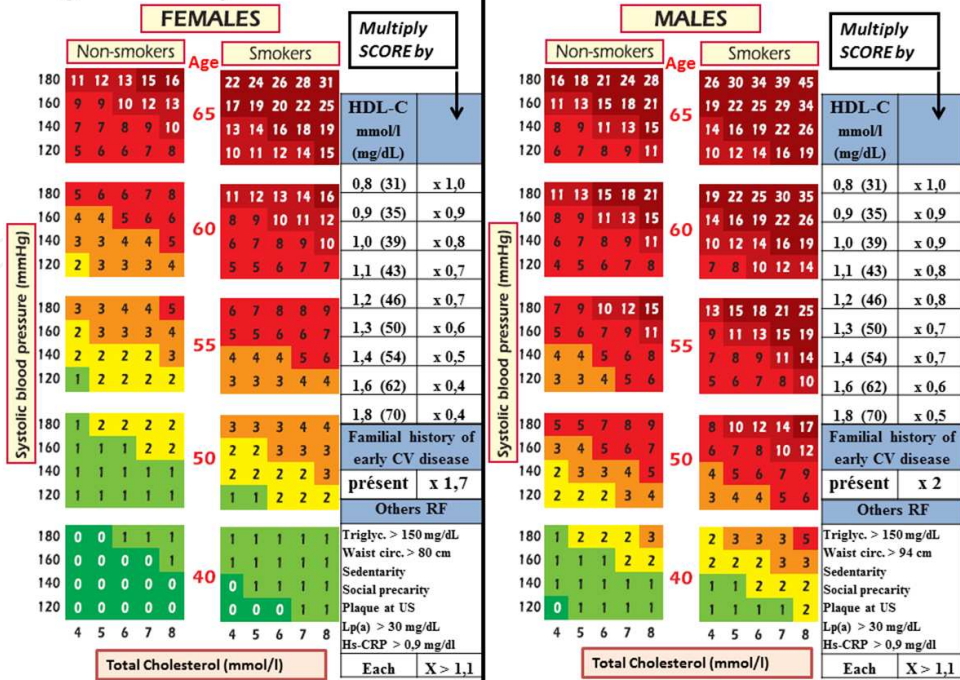 FEMALES
Multiply SCORE by
Non-smokers Age Smokers
180 11 12 13 15 16 22 24 26 28 31
160 9 9 10 12 13 17 19 20 22 25
65
140 7 7 8 9 10 13 14 16 18 19
120 5 6 6 7 8 10 11 12 14 15
180 5 6 6 7 8 11 12 13 14 16
160 4 4 5 5 6 8 9 10 11 12
60
140 3 3 4 4 5 6 7 8 9 10
120 2 3 3 3 4 5 5 6 7 7
180 3 3 4 4 5 6 7 8 8 9
160 2 3 3 3 4 5 5 6 6 7
55
140 2 2 2 2 3 4 4 4 5 6
120 1 2 2 2 2 3 3 3 4 4
180 1 2 2 2 2 3 3 3 4 4
160 1 1 1 2 2 2 2 3 3 3
50
140 1 1 1 1 1 2 2 2 2 3
120 1 1 1 1 1 1 1 2 2 2
180 0 0 1 1 1 1 1 1 1 1
160 0 0 0 0 1 1 1 1 1 1
40
140 0 0 0 0 0 0 1 1 1 1
120 0 0 0 0 0 0 0 0 1 1
4 5 6 7 8 4 5 6 7 8
Systolic blood pressure (mmHg)
Total Cholesterol (mmol/l)
HDL-C
mmol/l
(mg/dL)
0,8 (31) x 1,0
0,9 (35) x 0,9
1,0 (39) x 0,8
1,1 (43) x 0,7
1,2 (46) x 0,7
1,3 (50) x 0,6
1,4 (54) x 0,5
1,6 (62) x 0,4
1,8 (70) x 0,4
Familial history of
early CV disease
présent x 1,7
Others RF
Triglyc. > 150 mg/dL
Waist circ. > 80 cm
Sedentarity
Social precarity
Plaque at US
Lp(a) > 30 mg/dL
Hs-CRP > 0,9 mg/dl
Each X > 1,1
MALES
Multiply SCORE by
Non-smokers Age Smokers
180 16 18 21 24 28 26 30 34 39 45
160 11 13 15 18 21 19 22 25 29 34
65
140 8 9 11 13 15 14 16 19 22 26
120 6 7 8 9 11 10 12 14 16 19
180 11 13 15 18 21 19 22 25 30 35
160 8 9 11 13 15 14 16 19 22 26
60
140 6 7 8 9 11 10 12 14 16 19
120 4 5 6 7 8 7 8 10 12 14
180 7 9 10 12 15 13 15 18 21 25
160 5 6 7 9 11 9 11 13 15 19
55
140 4 4 5 6 8 7 8 9 11 14
120 3 3 4 5 6 5 6 7 8 10
180 5 5 7 8 9 8 10 12 14 17
160 3 4 5 6 7 6 7 8 10 12
50
140 2 3 3 4 5 4 5 6 7 9
120 2 2 2 3 4 3 4 4 5 6
180 1 2 2 2 3 2 3 3 3 5
160 1 1 1 2 2 2 2 2 3 3
40
140 1 1 1 1 1 1 1 2 2 2
120 0 1 1 1 1 1 1 1 1 2
4 5 6 7 8 4 5 6 7 8
Systolic blood pressure (mmHg)
Total Cholesterol (mmol/l)
HDL-C
mmol/l
(mg/dL)
0,8 (31) x 1,0
0,9 (35) x 0,9
1,0 (39) x 0,9
1,1 (43) x 0,8
1,2 (46) x 0,8
1,3 (50) x 0,7
1,4 (54) x 0,7
1,6 (62) x 0,6
1,8 (70) x 0,5
Familial history of
early CV disease
présent x 2
Others RF
Triglyc. > 150 mg/dL
Waist circ. > 94 cm
Sedentarity
Social precarity
Plaque at US
Lp(a) > 30 mg/dL
Hs-CRP > 0,9 mg/dl
Each X > 1,1